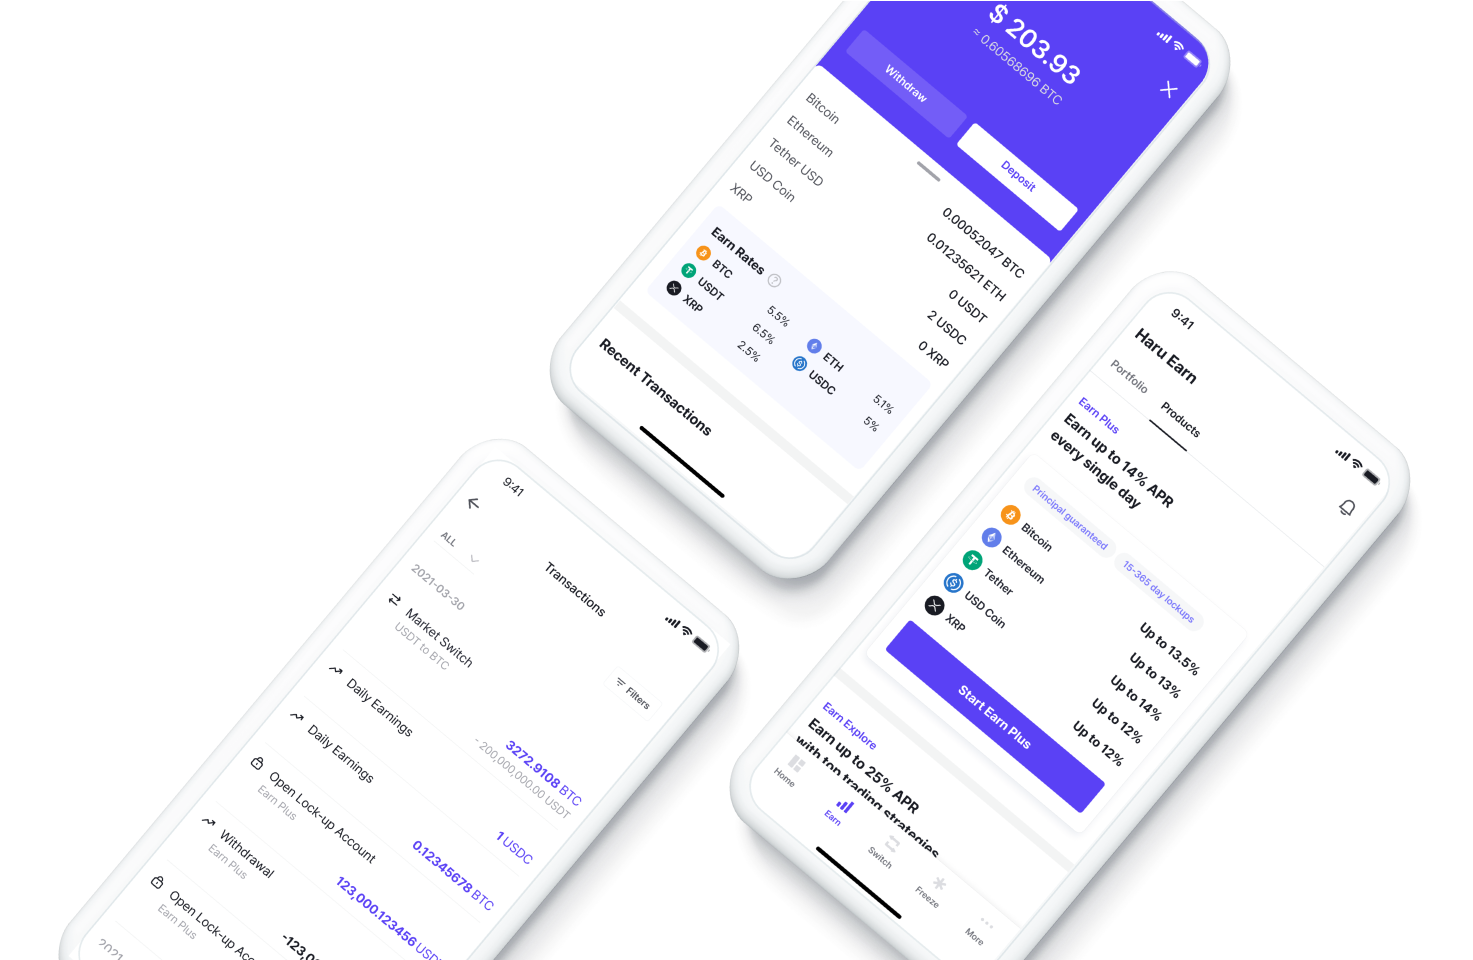 $ 203.93
≈ 0.60568696 BTC
Withdraw
Deposit
Bitcoin
0.00052047 BTC
Ethereum
0.01235621 ETH
Tether USD
0 USDT
USD Coin
2 USDC
XRP
0 XRP
Earn Rates ?
BTC 5.5%
ETH 5.1%
USDT 6.5%
USDC 5%
XRP 2.5%
Recent Transactions
9:41
Transactions
ALL
Filters
2021-03-30
Market Switch
3272.9108 BTC
USDT to BTC
- 200,000,000.00 USDT
Daily Earnings
1 USDC
Daily Earnings
0.12345678 BTC
Open Lock-up Account
Earn Plus
123,000.123456 USD
Withdrawal
Earn Plus
-123,0
Open Lock-up Acc
Earn Plus
2021
9:41
Haru Earn
Portfolio
Products
Earn Plus
Earn up to 14% APR
every single day
Principal guaranteed
15-365 day lockups
Bitcoin
Up to 13.5%
Ethereum
Up to 13%
Tether
Up to 14%
USD Coin
Up to 12%
XRP
Up to 12%
Start Earn Plus
Earn Explore
Earn up to 25% APR
with top trading strategies
Home
Earn
Switch
Freeze
More